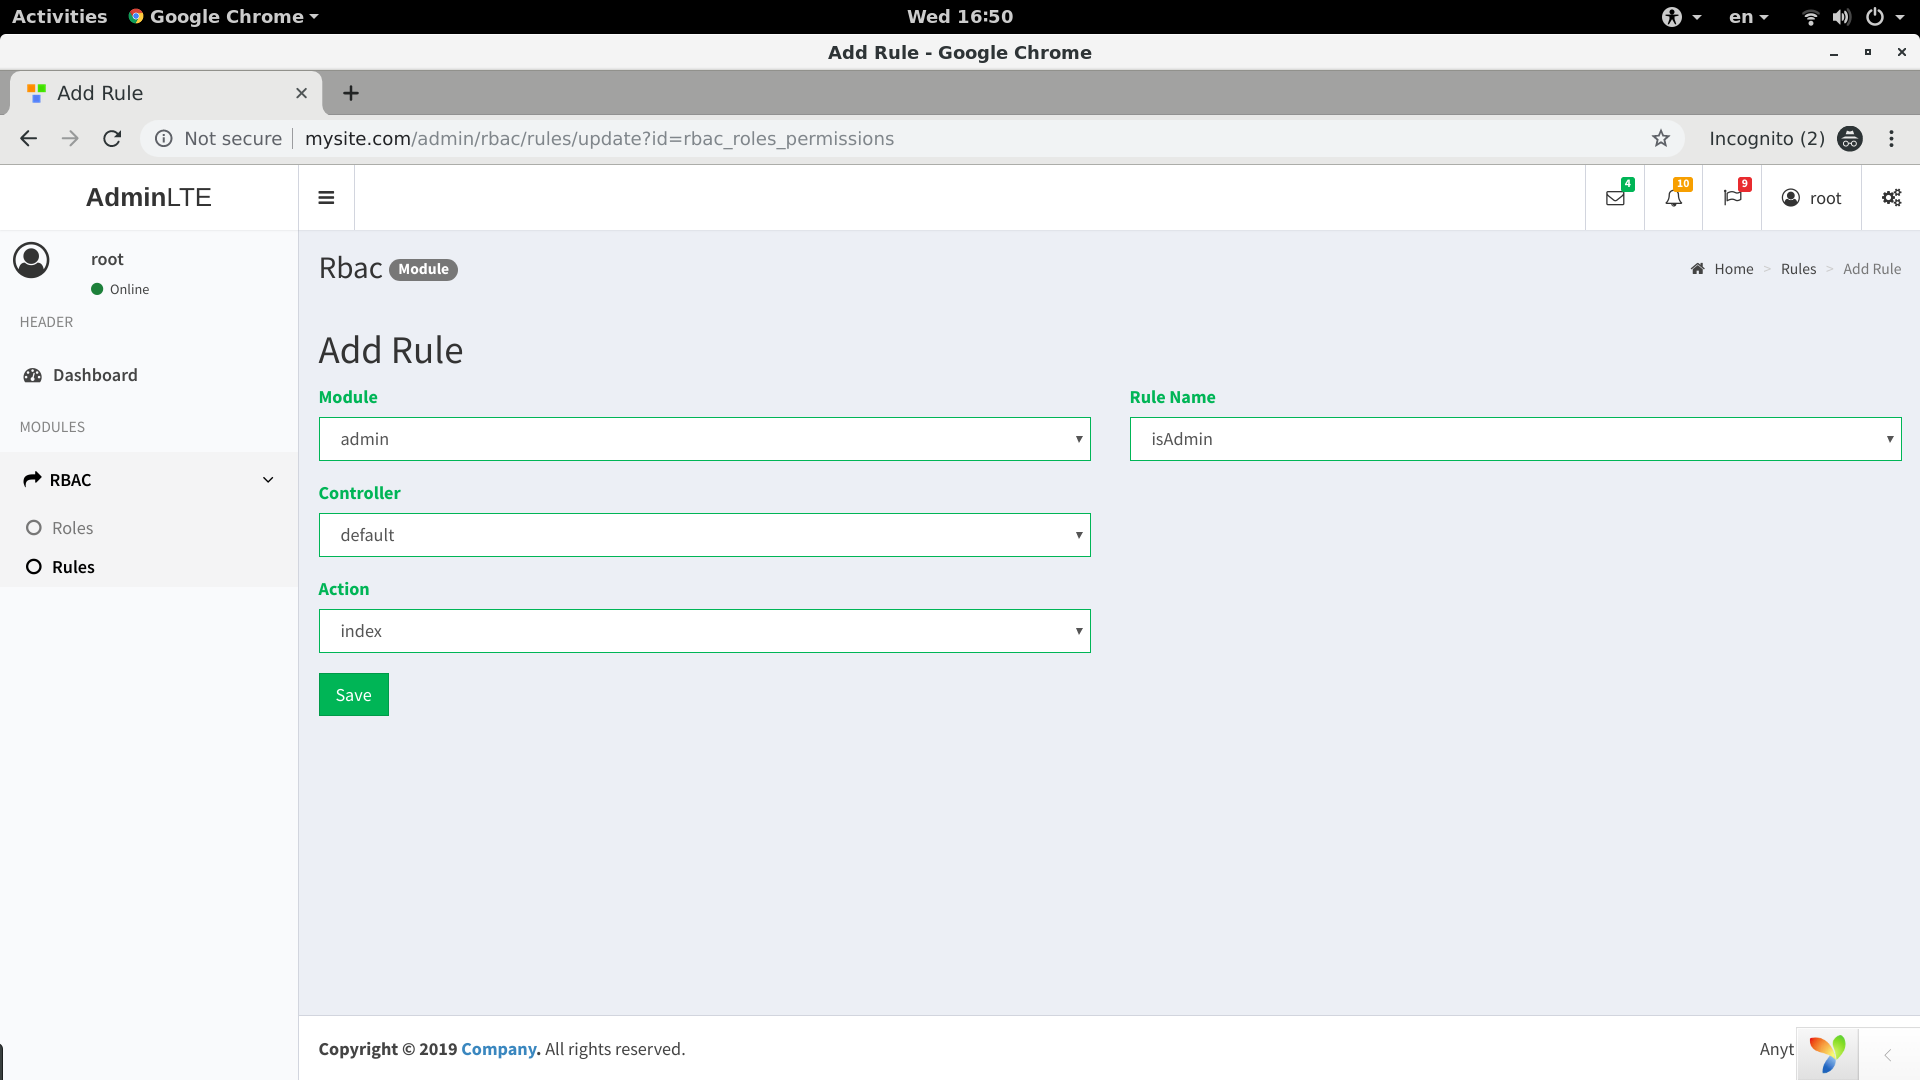 Activities Google Chrome Wed 16:50 en
Add Rule - Google Chrome
Add Rule
Not secure mysite.com/admin/rbac/rules/update?id=rbac_roles_permissions Incognito (2)
AdminLTE 4 10 9 root
root
Online
HEADER
Dashboard
MODULES
RBAC
Roles
Rules
Rbac Module Home > Rules > Add Rule
Add Rule
Module Rule Name
admin isAdmin
Controller
default
Action
index
Save
Copyright © 2019 Company. All rights reserved. Anyt